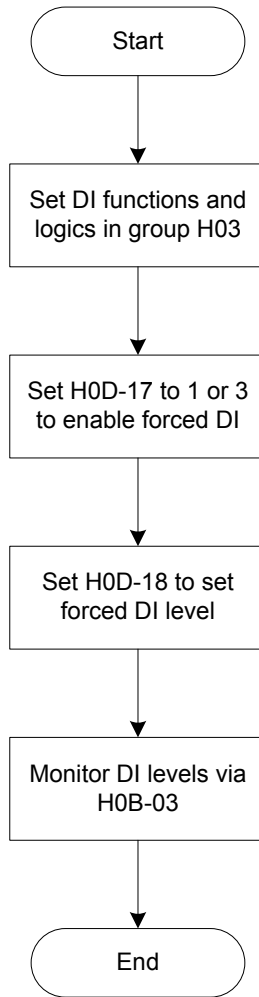 Start
Set DI functions and
logics in group H03
Set H0D-17 to 1 or 3
to enable forced DI
Set H0D-18 to set
forced DI level
Monitor DI levels via
H0B-03
End